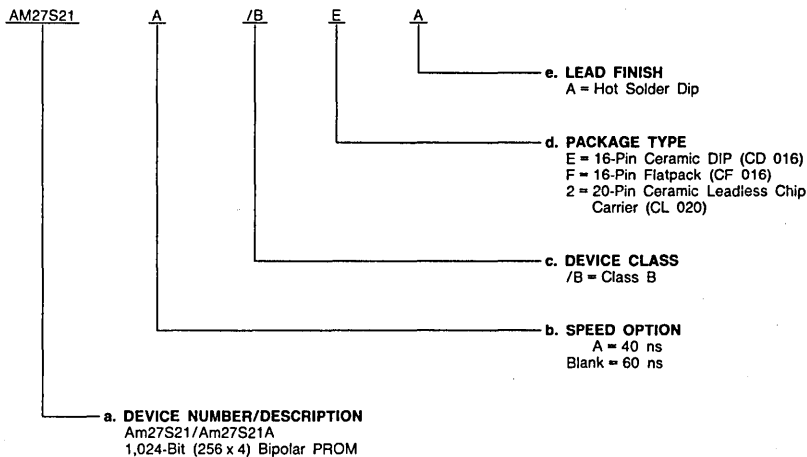 AM27S21 A /B E A
e. LEAD FINISH
A = Hot Solder Dip
d. PACKAGE TYPE
E = 16-Pin Ceramic DIP (CD 016)
F = 16-Pin Flatpack (CF 016)
2 = 20-Pin Ceramic Leadless Chip
Carrier (CL 020)
c. DEVICE CLASS
/B = Class B
b. SPEED OPTION
A = 40 ns
Blank = 60 ns
a. DEVICE NUMBER/DESCRIPTION
Am27S21/Am27S21A
1,024-Bit (256 x 4) Bipolar PROM